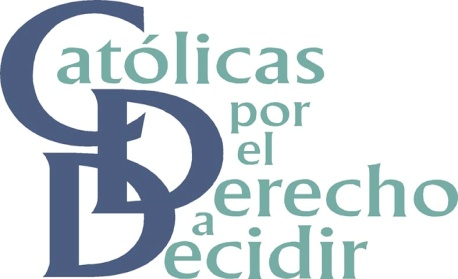 Católicas
por
el
Derecho
a
Decidir